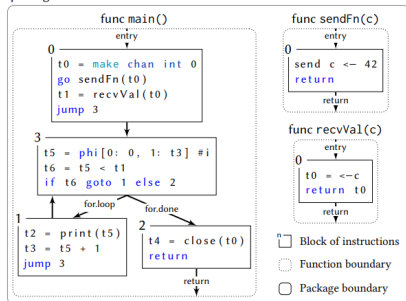 func main()
entry
0
t0 = make chan int 0
go sendFn(t0)
t1 = recvVal(t0)
jump 3
3
t5 = phi[0: 0, 1: t3] #i
t6 = t5 < t1
if t6 goto 1 else 2
for.loop
for.done
1
t2 = print(t5)
t3 = t5 + 1
jump 3
2
t4 = close(t0)
return
return
func sendFn(c)
entry
0
send c <- 42
return
return
func recvVal(c)
entry
0
t0 = <-c
return t0
return
n Block of instructions
Function boundary
Package boundary